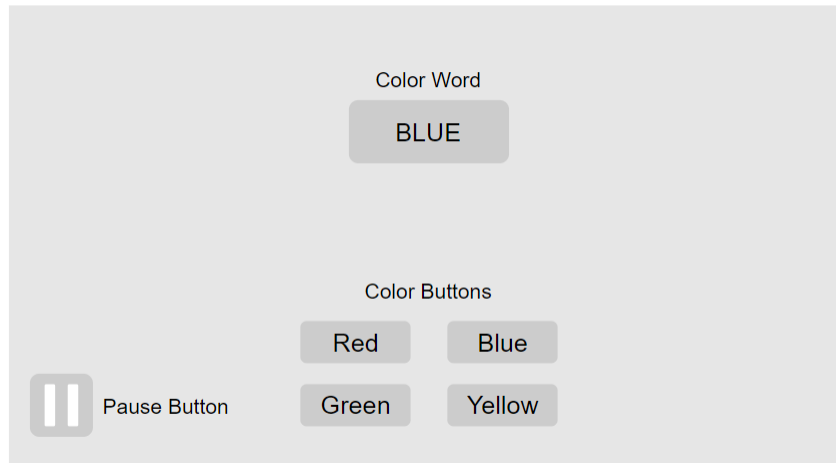 Color Word
BLUE
Color Buttons
Red Blue
Green Yellow
Pause Button